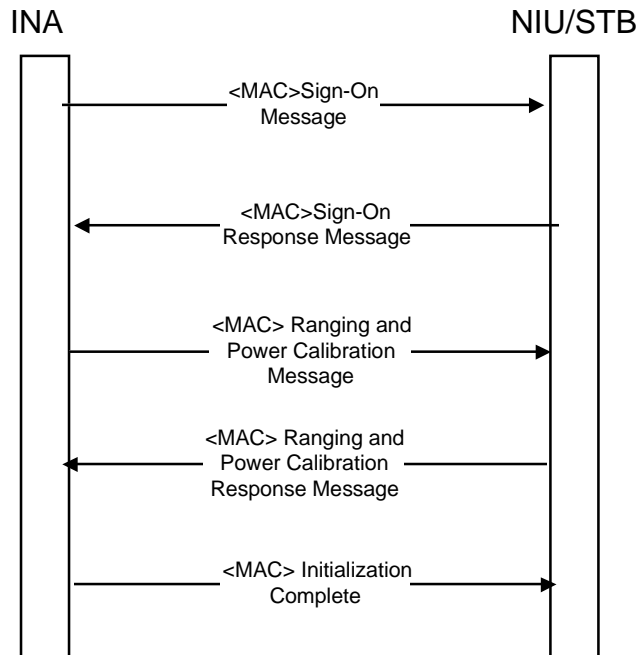 INA NIU/STB
<MAC>Sign-On
Message
<MAC>Sign-On
Response Message
<MAC> Ranging and
Power Calibration
Message
<MAC> Ranging and
Power Calibration
Response Message
<MAC> Initialization
Complete